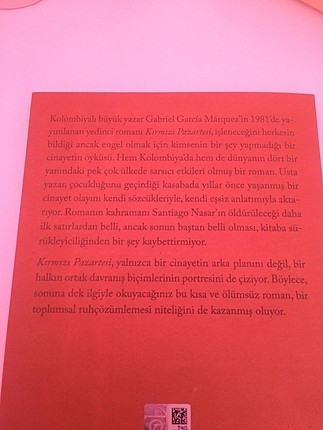 Kolombiyalı büyük yazar Gabriel García Márquez'in 1981'de ya-
yımlanan yedinci romanı Kırmızı Pazartesi, işleneceğini herkesin
bildiği ancak engel olmak için kimsenin bir şey yapmadığı bir
cinayetin öyküsü. Hem Kolombiya'da hem de dünyanın dört bir
yanındaki pek çok ülkede sarsıcı etkileri olmuş bir roman. Usta
yazar, çocukluğunu geçirdiği kasabada yıllar önce yaşanmış bir
cinayet olayını kendi sözcükleriyle, kendi eşsiz anlatımıyla akta-
rıyor. Romanın kahramanı Santiago Nasar'ın öldürüleceği daha
ilk satırlardan belli, ancak sonun baştan belli olması, kitaba sü-
rükleyiciliğinden bir şey kaybettirmiyor.
Kırmızı Pazartesi, yalnızca bir cinayetin arka planını değil, bir
halkın ortak davranış biçimlerinin portresini de çiziyor. Böylece,
sonuna dek ilgiyle okuyacağınız bu kısa ve ölümsüz roman, bir
toplumsal ruhçözümlemesi niteliğini de kazanmış oluyor.